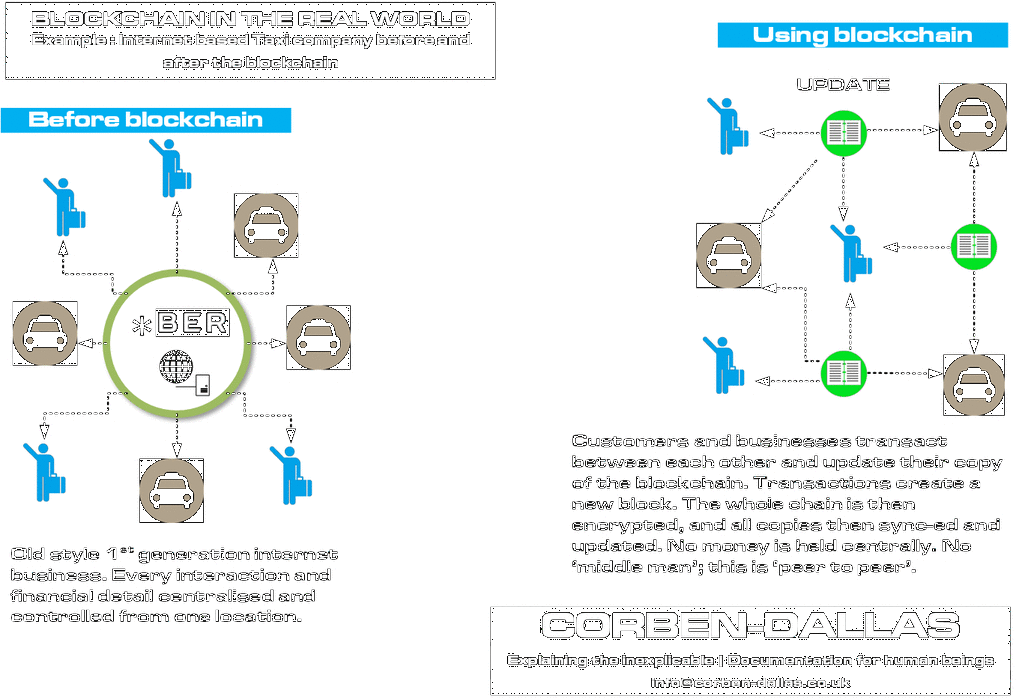 BLOCKCHAIN IN THE REAL WORLD
Example : Internet based Taxi company before and
after the blockchain
Before blockchain
*BER
Old style 1st generation internet
business. Every interaction and
financial detail centralised and
controlled from one location.
Using blockchain
UPDATE
Customers and businesses transact
between each other and update their copy
of the blockchain. Transactions create a
new block. The whole chain is then
encrypted, and all copies then sync-ed and
updated. No money is held centrally. No
'middle man'; this is 'peer to peer'.
CORBEN-DALLAS
Explaining the inexplicable | Documentation for human beings
info@corben-dallas.co.uk